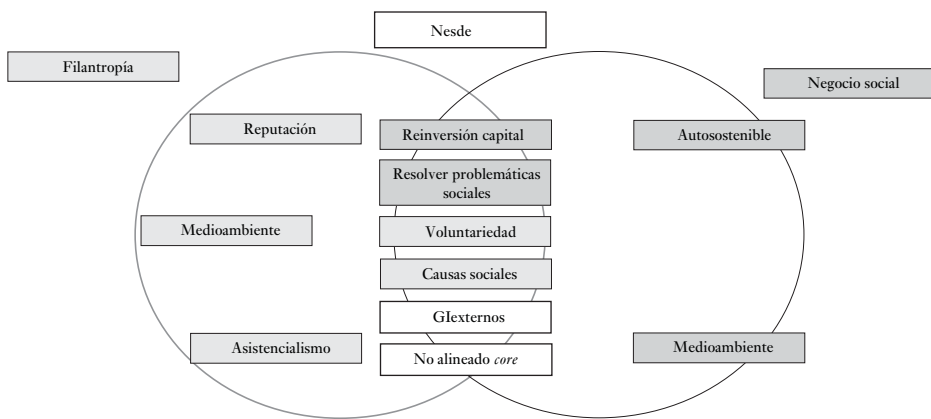 Nesde
Filantropía
Negocio social
Reputación
Reinversión capital
Autosostenible
Resolver problemáticas
sociales
Medioambiente
Voluntariedad
Causas sociales
GIexternos
Asistencialismo
No alineado core
Medioambiente